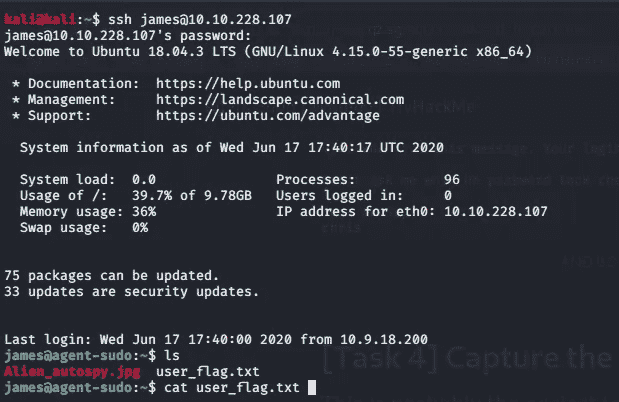 kali@kali:~$ ssh james@10.10.228.107
james@10.10.228.107's password:
Welcome to Ubuntu 18.04.3 LTS (GNU/Linux 4.15.0-55-generic x86_64)
* Documentation: https://help.ubuntu.com
* Management: https://landscape.canonical.com
* Support: https://ubuntu.com/advantage
System information as of Wed Jun 17 17:40:17 UTC 2020
System load: 0.0 Processes: 96
Usage of /: 39.7% of 9.78GB Users logged in: 0
Memory usage: 36% IP address for eth0: 10.10.228.107
Swap usage: 0%
75 packages can be updated.
33 updates are security updates.
Last login: Wed Jun 17 17:40:00 2020 from 10.9.18.200
james@agent-sudo:~$ ls
Alien_autospy.jpg user_flag.txt
[Task 4] Capture the
james@agent-sudo:~$ cat user_flag.txt